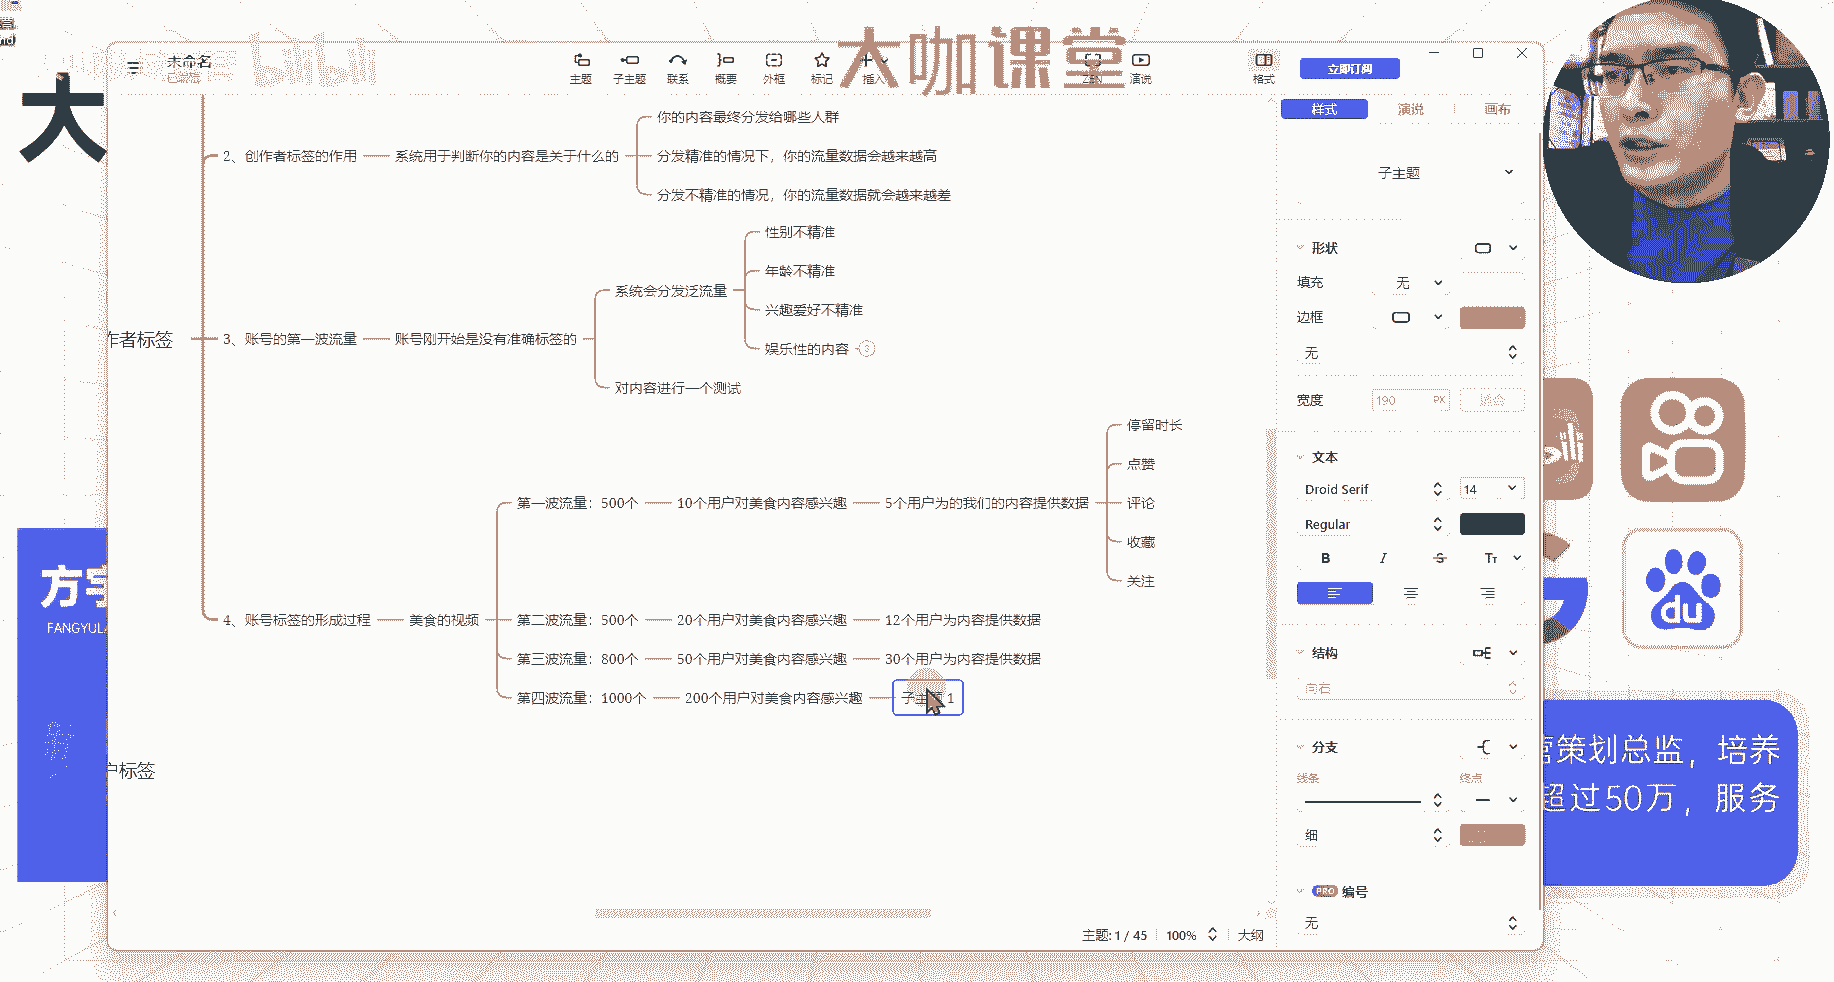 大咖课堂
bilibili
未命名
主题
子主题
联系
概要
外框
标记
插入
ZEN
演说
格式
立即订阅
大
样式
演说
画布
你的内容最终分发给哪些人群
2、创作者标签的作用
系统用于判断你的内容是关于什么的
分发精准的情况下，你的流量数据会越来越高
分发不精准的情况，你的流量数据就会越来越差
性别不精准
年龄不精准
系统会分发泛流量
兴趣爱好不精准
娱乐性的内容
3
作者标签
3、账号的第一波流量
账号刚开始是没有准确标签的
对内容进行一个测试
停留时长
点赞
第一波流量：500个
10个用户对美食内容感兴趣
5个用户为的我们的内容提供数据
评论
收藏
关注
4、账号标签的形成过程
美食的视频
第二波流量：500个
20个用户对美食内容感兴趣
12个用户为内容提供数据
第三波流量：800个
50个用户对美食内容感兴趣
30个用户为内容提供数据
第四波流量：1000个
200个用户对美食内容感兴趣
子主题 1
户标签
子主题
形状
填充
无
边框
无
宽度
190
PX
适合
文本
Droid Serif
14
Regular
B
I
S
Tт
结构
向右
分支
线条
终点
细
PRO 编号
无
主题: 1 / 45
100%
大纲
方宇
FANGYU
du
营策划总监，培养
超过50万，服务